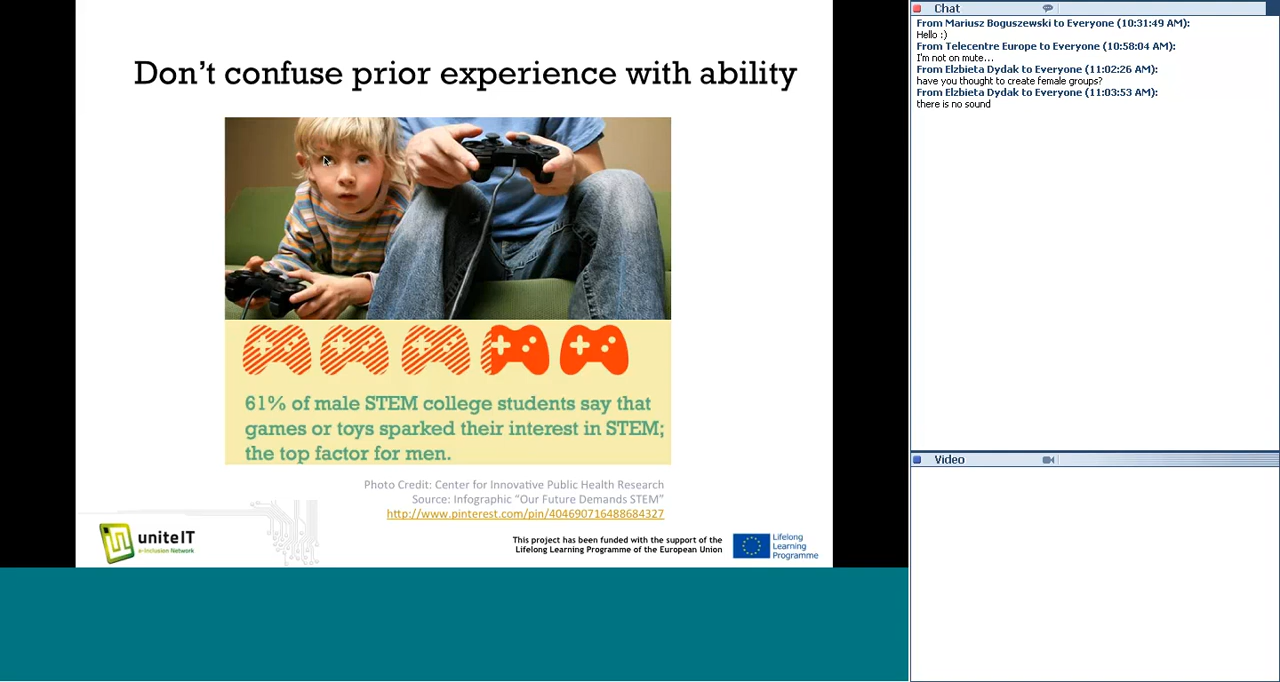 Don’t confuse prior experience with ability
61% of male STEM college students say that
games or toys sparked their interest in STEM;
the top factor for men.
Photo Credit: Center for Innovative Public Health Research
Source: Infographic “Our Future Demands STEM”
http://www.pinterest.com/pin/404690716488684327
uniteIT
e-Inclusion Network
This project has been funded with the support of the
Lifelong Learning Programme of the European Union
Lifelong
Learning
Programme
Chat
From Mariusz Boguszewski to Everyone (10:31:49 AM):
Hello :)
From Telecentre Europe to Everyone (10:58:04 AM):
I'm not on mute...
From Elzbieta Dydak to Everyone (11:02:26 AM):
have you thought to create female groups?
From Elzbieta Dydak to Everyone (11:03:53 AM):
there is no sound
Video